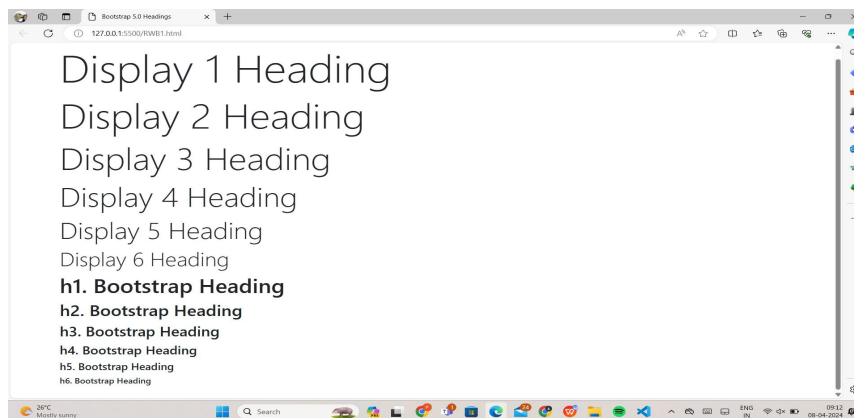 Bootstrap 5.0 Headings
127.0.0.1:5500/RWB1.html
Display 1 Heading
Display 2 Heading
Display 3 Heading
Display 4 Heading
Display 5 Heading
Display 6 Heading
h1. Bootstrap Heading
h2. Bootstrap Heading
h3. Bootstrap Heading
h4. Bootstrap Heading
h5. Bootstrap Heading
h6. Bootstrap Heading
26°C
Mostly sunny
Search
ENG
IN
09:12
08-04-2024